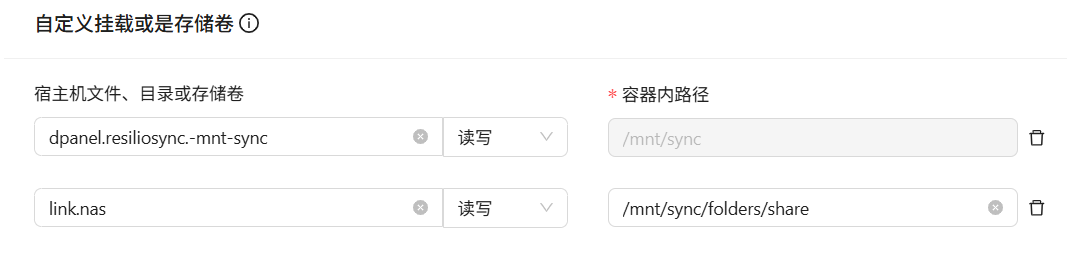 自定义挂载或是存储卷
宿主机文件、目录或存储卷
* 容器内路径
dpanel.resiliosync.-mnt-sync
读写
/mnt/sync
link.nas
读写
/mnt/sync/folders/share